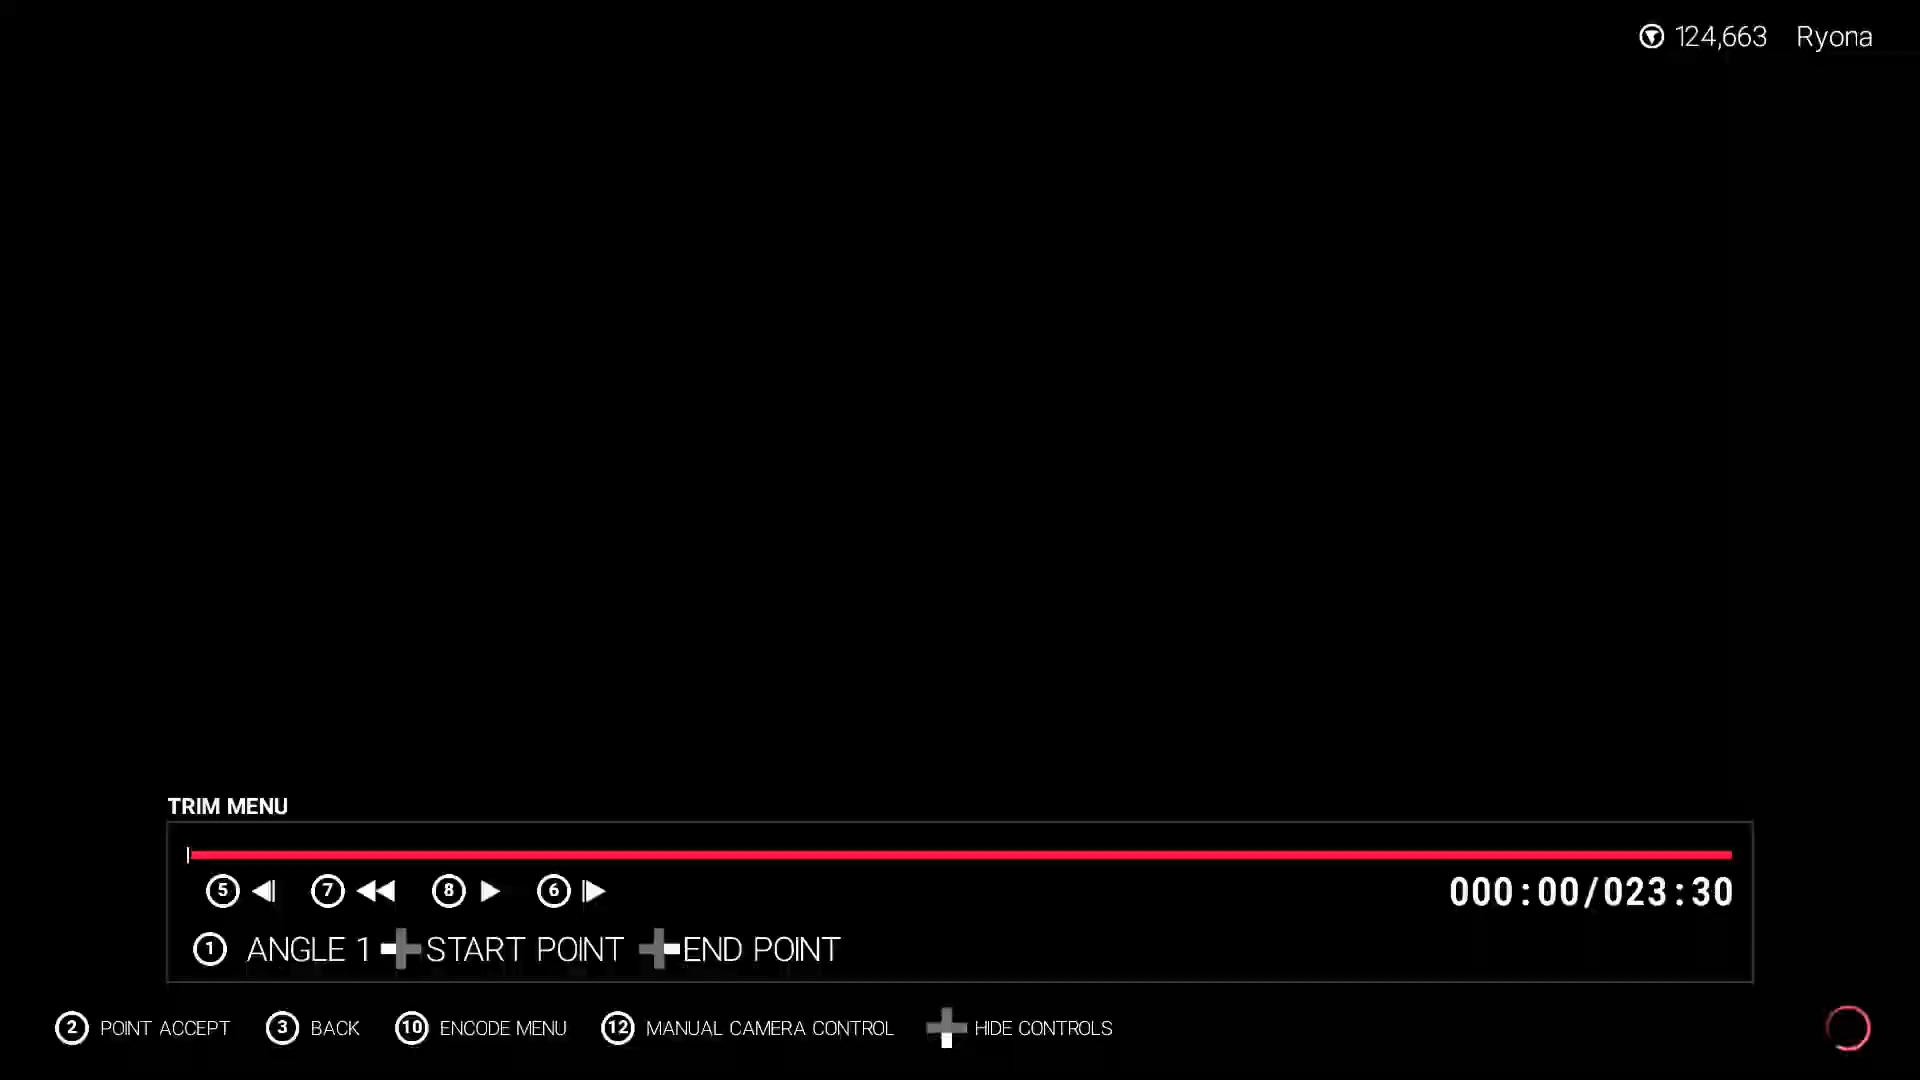 124,663 Ryona
TRIM MENU
5 7 8 6 000:00/023:30
1 ANGLE 1 START POINT END POINT
2 POINT ACCEPT 3 BACK 10 ENCODE MENU 12 MANUAL CAMERA CONTROL HIDE CONTROLS